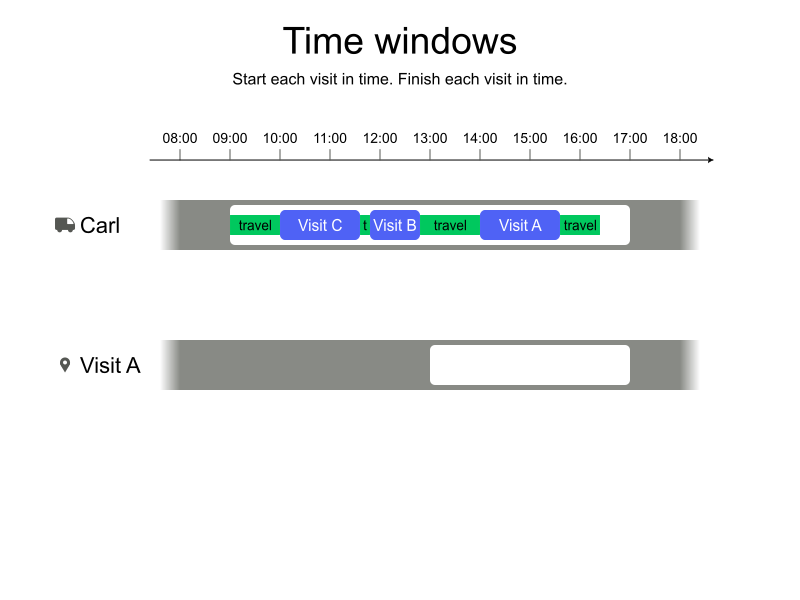 Time windows
Start each visit in time. Finish each visit in time.
08:00 09:00 10:00 11:00 12:00 13:00 14:00 15:00 16:00 17:00 18:00
Carl travel Visit C t Visit B travel Visit A travel
Visit A